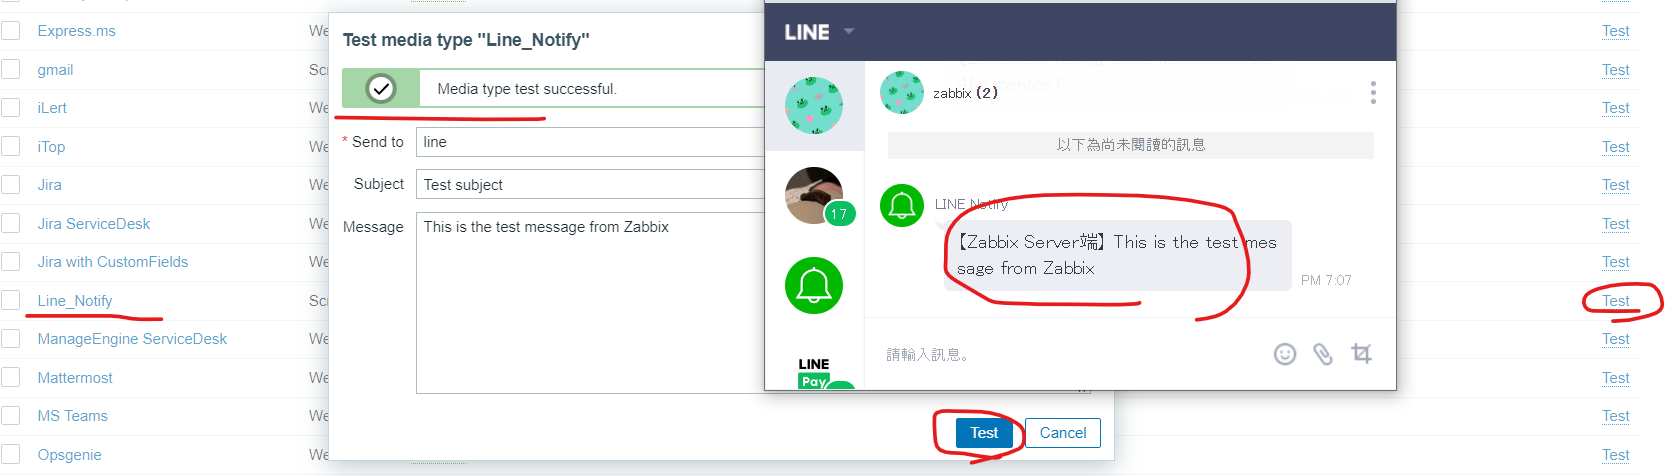 Express.ms
We
Test
gmail
Sc
Test
iLert
We
Test
iTop
We
Test
Jira
We
Test
Jira ServiceDesk
We
Test
Jira with CustomFields
We
Test
Line_Notify
Sc
Test
ManageEngine ServiceDesk
We
Test
Mattermost
We
Test
MS Teams
We
Test
Opsgenie
We
Test
Test media type "Line_Notify"
Media type test successful.
* Send to
line
Subject
Test subject
Message
This is the test message from Zabbix
Test
Cancel
LINE
zabbix (2)
以下為尚未閱讀的訊息
17
LINE Notify
【Zabbix Server端】 This is the test mes
sage from Zabbix
PM 7:07
LINE
Pay
請輸入訊息。